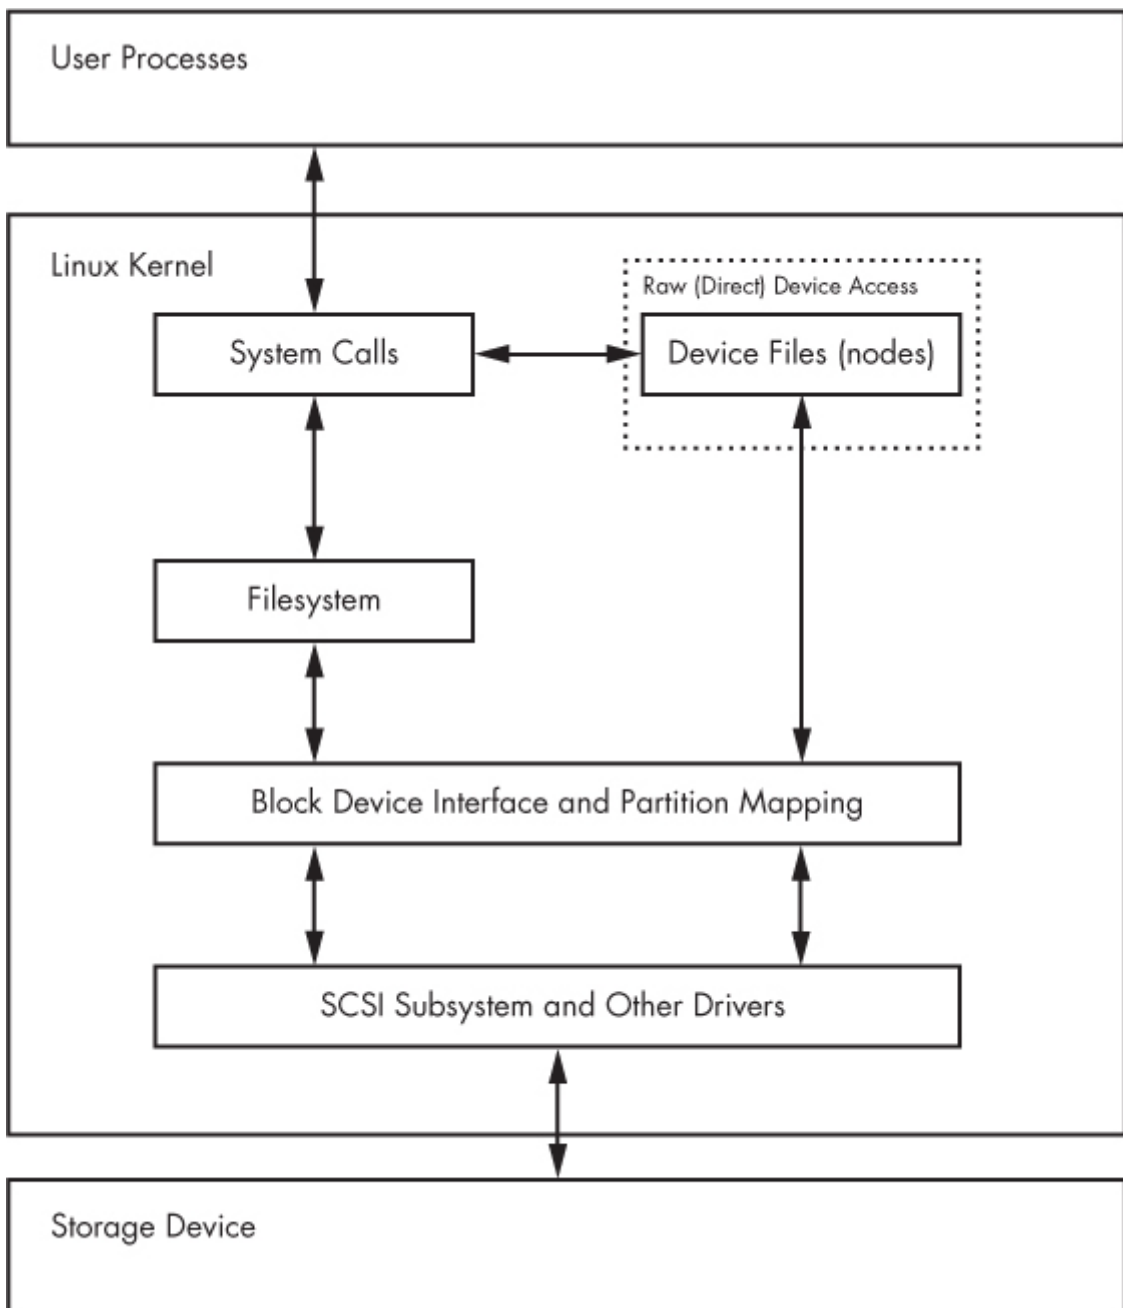 User Processes
Linux Kernel
Raw (Direct) Device Access
System Calls
Device Files (nodes)
Filesystem
Block Device Interface and Partition Mapping
SCSI Subsystem and Other Drivers
Storage Device